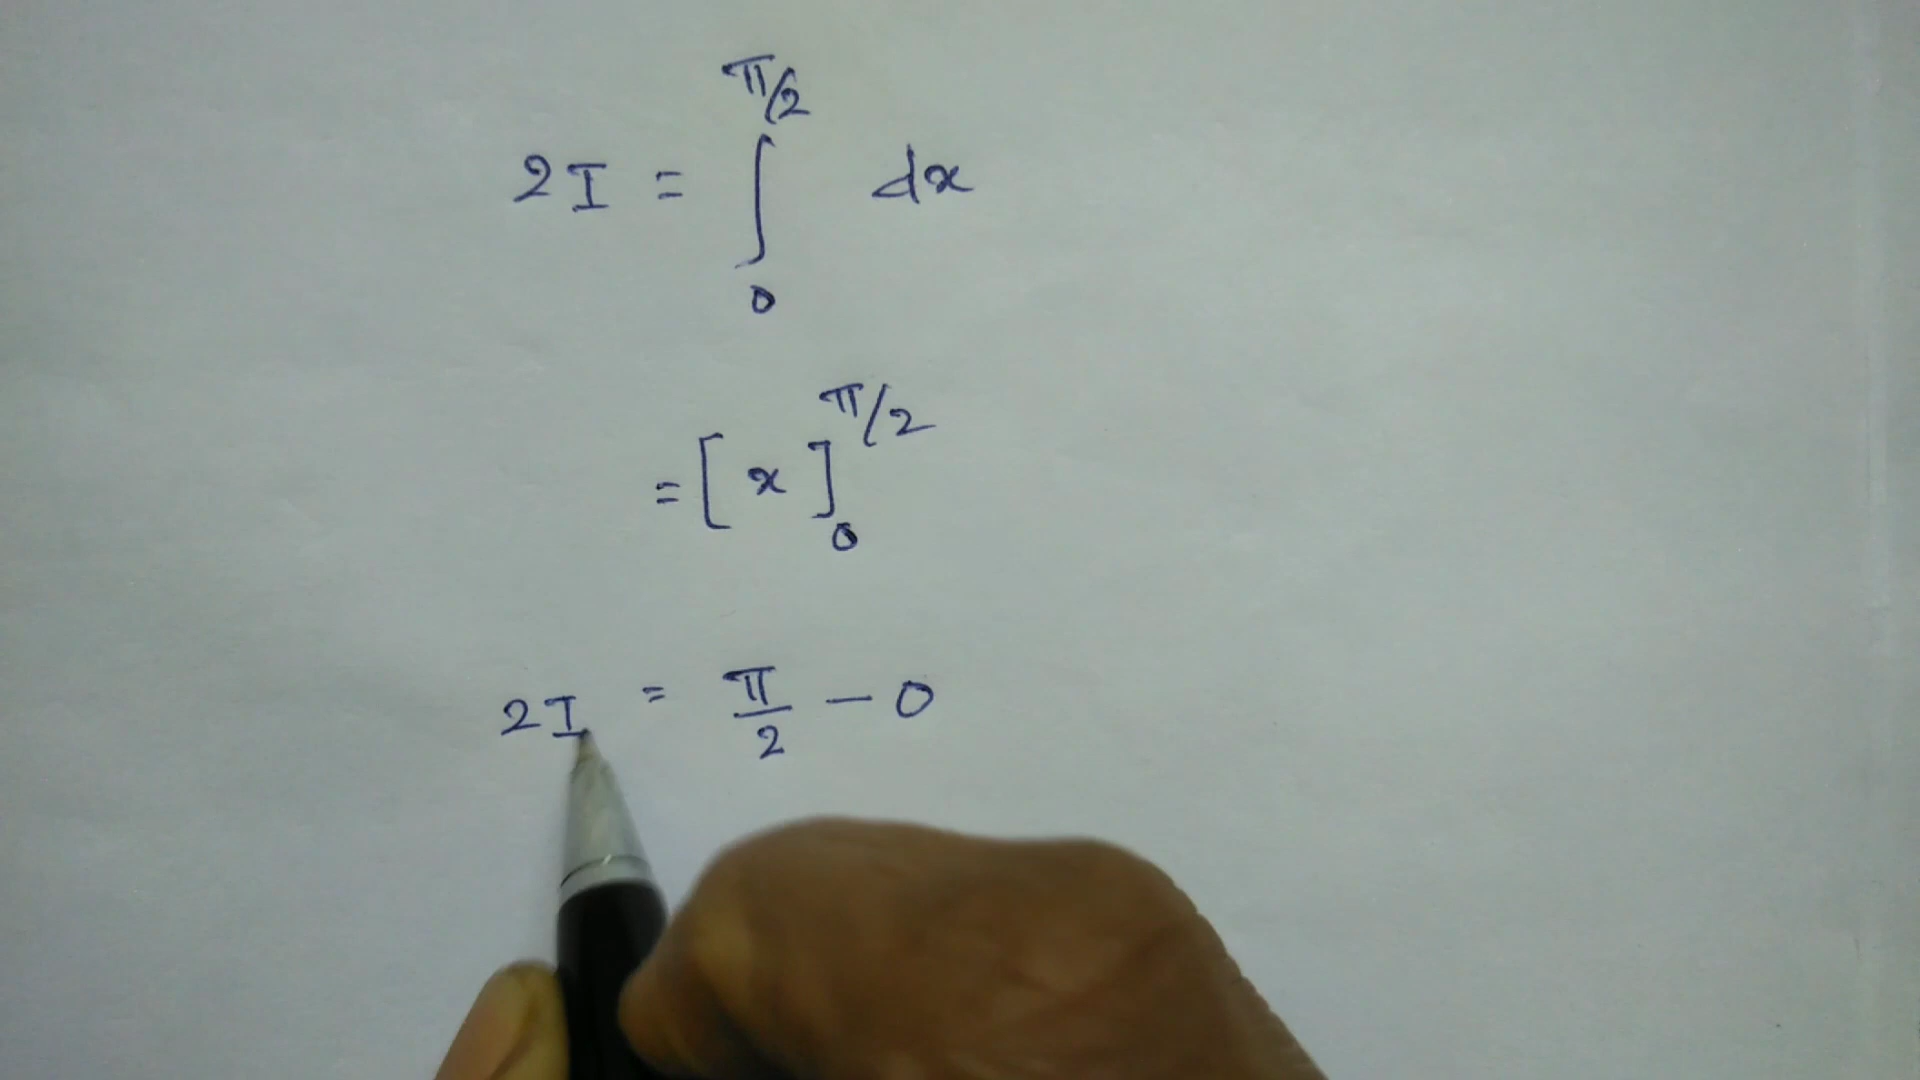 2I = ∫₀^{π/2} dx
= [x]₀^{π/2}
2I = π/2 − 0